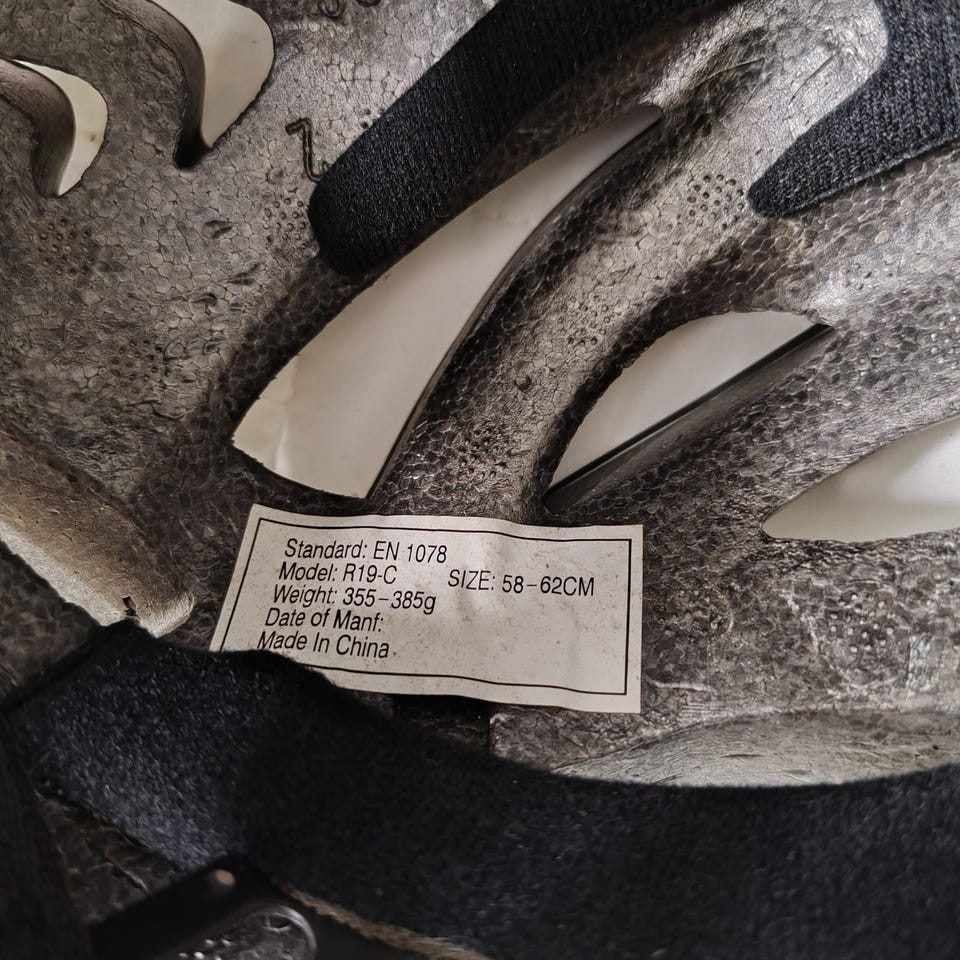 Standard: EN 1078
Model: R19-C SIZE: 58-62CM
Weight: 355-385g
Date of Manf:
Made In China